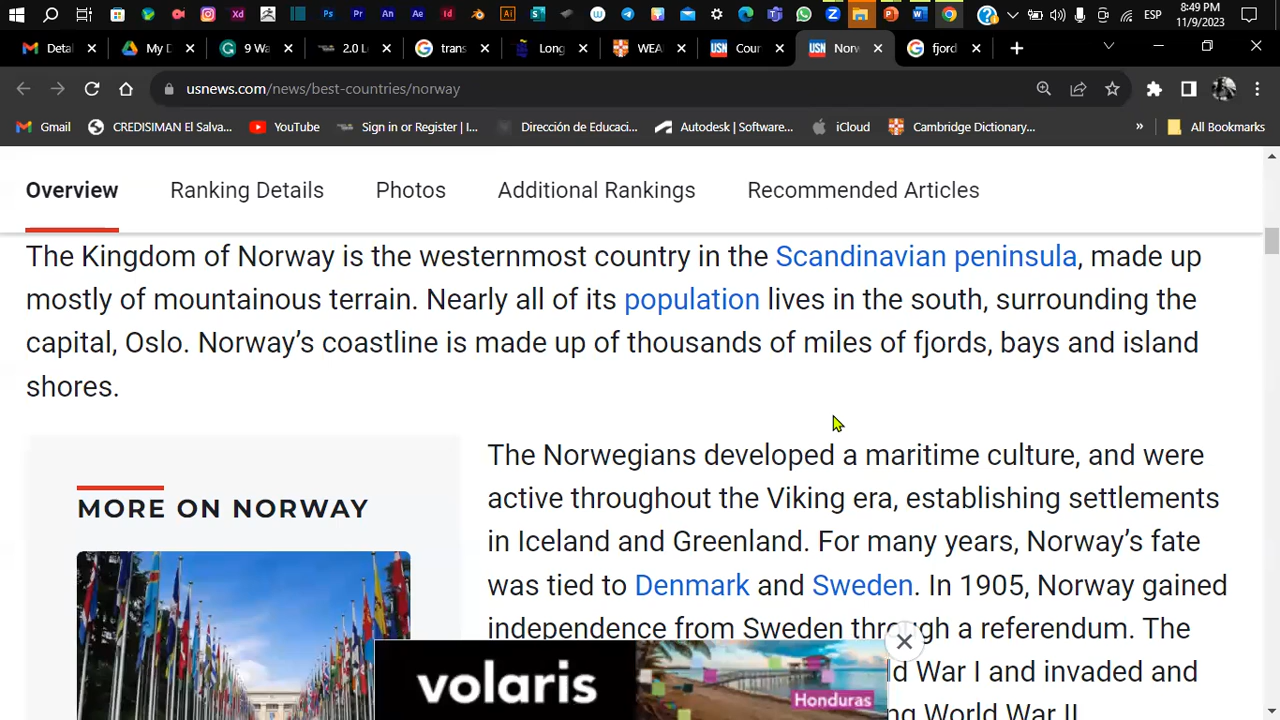 8:49 PM
ESP
11/9/2023
Detai
My D
9 Wa
2.0 L
trans
Long
WEA
Cour
Norw
fjord
usnews.com/news/best-countries/norway
Gmail
CREDISIMAN El Salva...
YouTube
Sign in or Register | I...
Dirección de Educaci...
Autodesk | Software...
iCloud
Cambridge Dictionary...
»
All Bookmarks
Overview
Ranking Details
Photos
Additional Rankings
Recommended Articles
The Kingdom of Norway is the westernmost country in the Scandinavian peninsula, made up
mostly of mountainous terrain. Nearly all of its population lives in the south, surrounding the
capital, Oslo. Norway’s coastline is made up of thousands of miles of fjords, bays and island
shores.
MORE ON NORWAY
The Norwegians developed a maritime culture, and were
active throughout the Viking era, establishing settlements
in Iceland and Greenland. For many years, Norway’s fate
was tied to Denmark and Sweden. In 1905, Norway gained
independence from Sweden through a referendum. The
ld War I and invaded and
ng World War II
volaris
Honduras